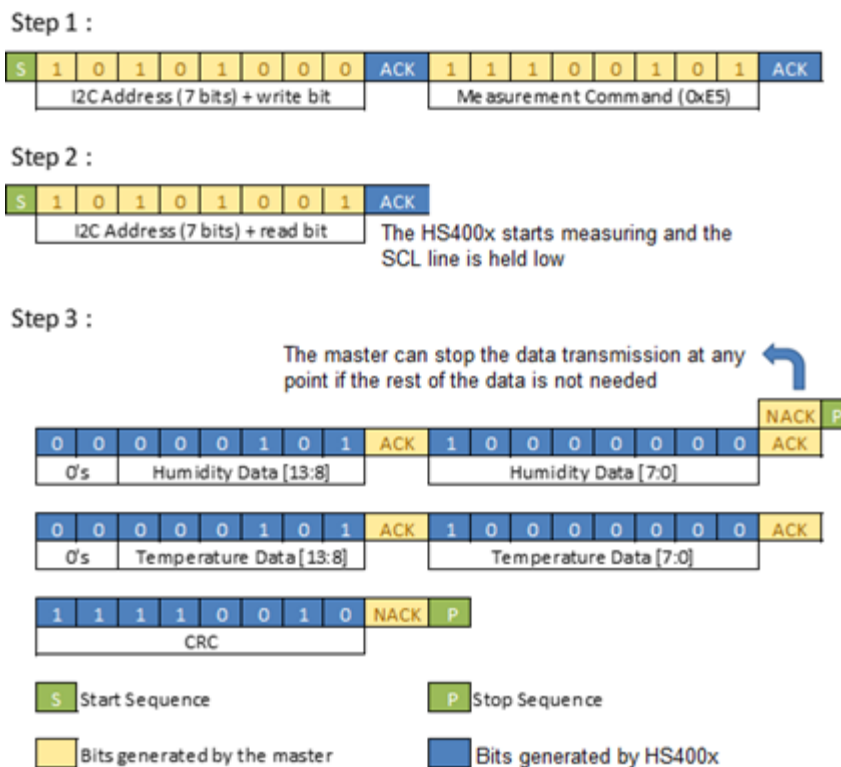 Step 1 :
S 1 0 1 0 1 0 0 0 ACK 1 1 1 0 0 1 0 1 ACK
I2C Address (7 bits) + write bit Measurement Command (0xE5)
Step 2 :
S 1 0 1 0 1 0 0 1 ACK
I2C Address (7 bits) + read bit
The HS400x starts measuring and the
SCL line is held low
Step 3 :
The master can stop the data transmission at any
point if the rest of the data is not needed
NACK P
0 0 0 0 0 1 0 1 ACK 1 0 0 0 0 0 0 0 ACK
0's Humidity Data [13:8] Humidity Data [7:0]
0 0 0 0 0 1 0 1 ACK 1 0 0 0 0 0 0 0 ACK
0's Temperature Data [13:8] Temperature Data [7:0]
1 1 1 1 0 0 1 0 NACK P
CRC
S Start Sequence P Stop Sequence
Bits generated by the master Bits generated by HS400x